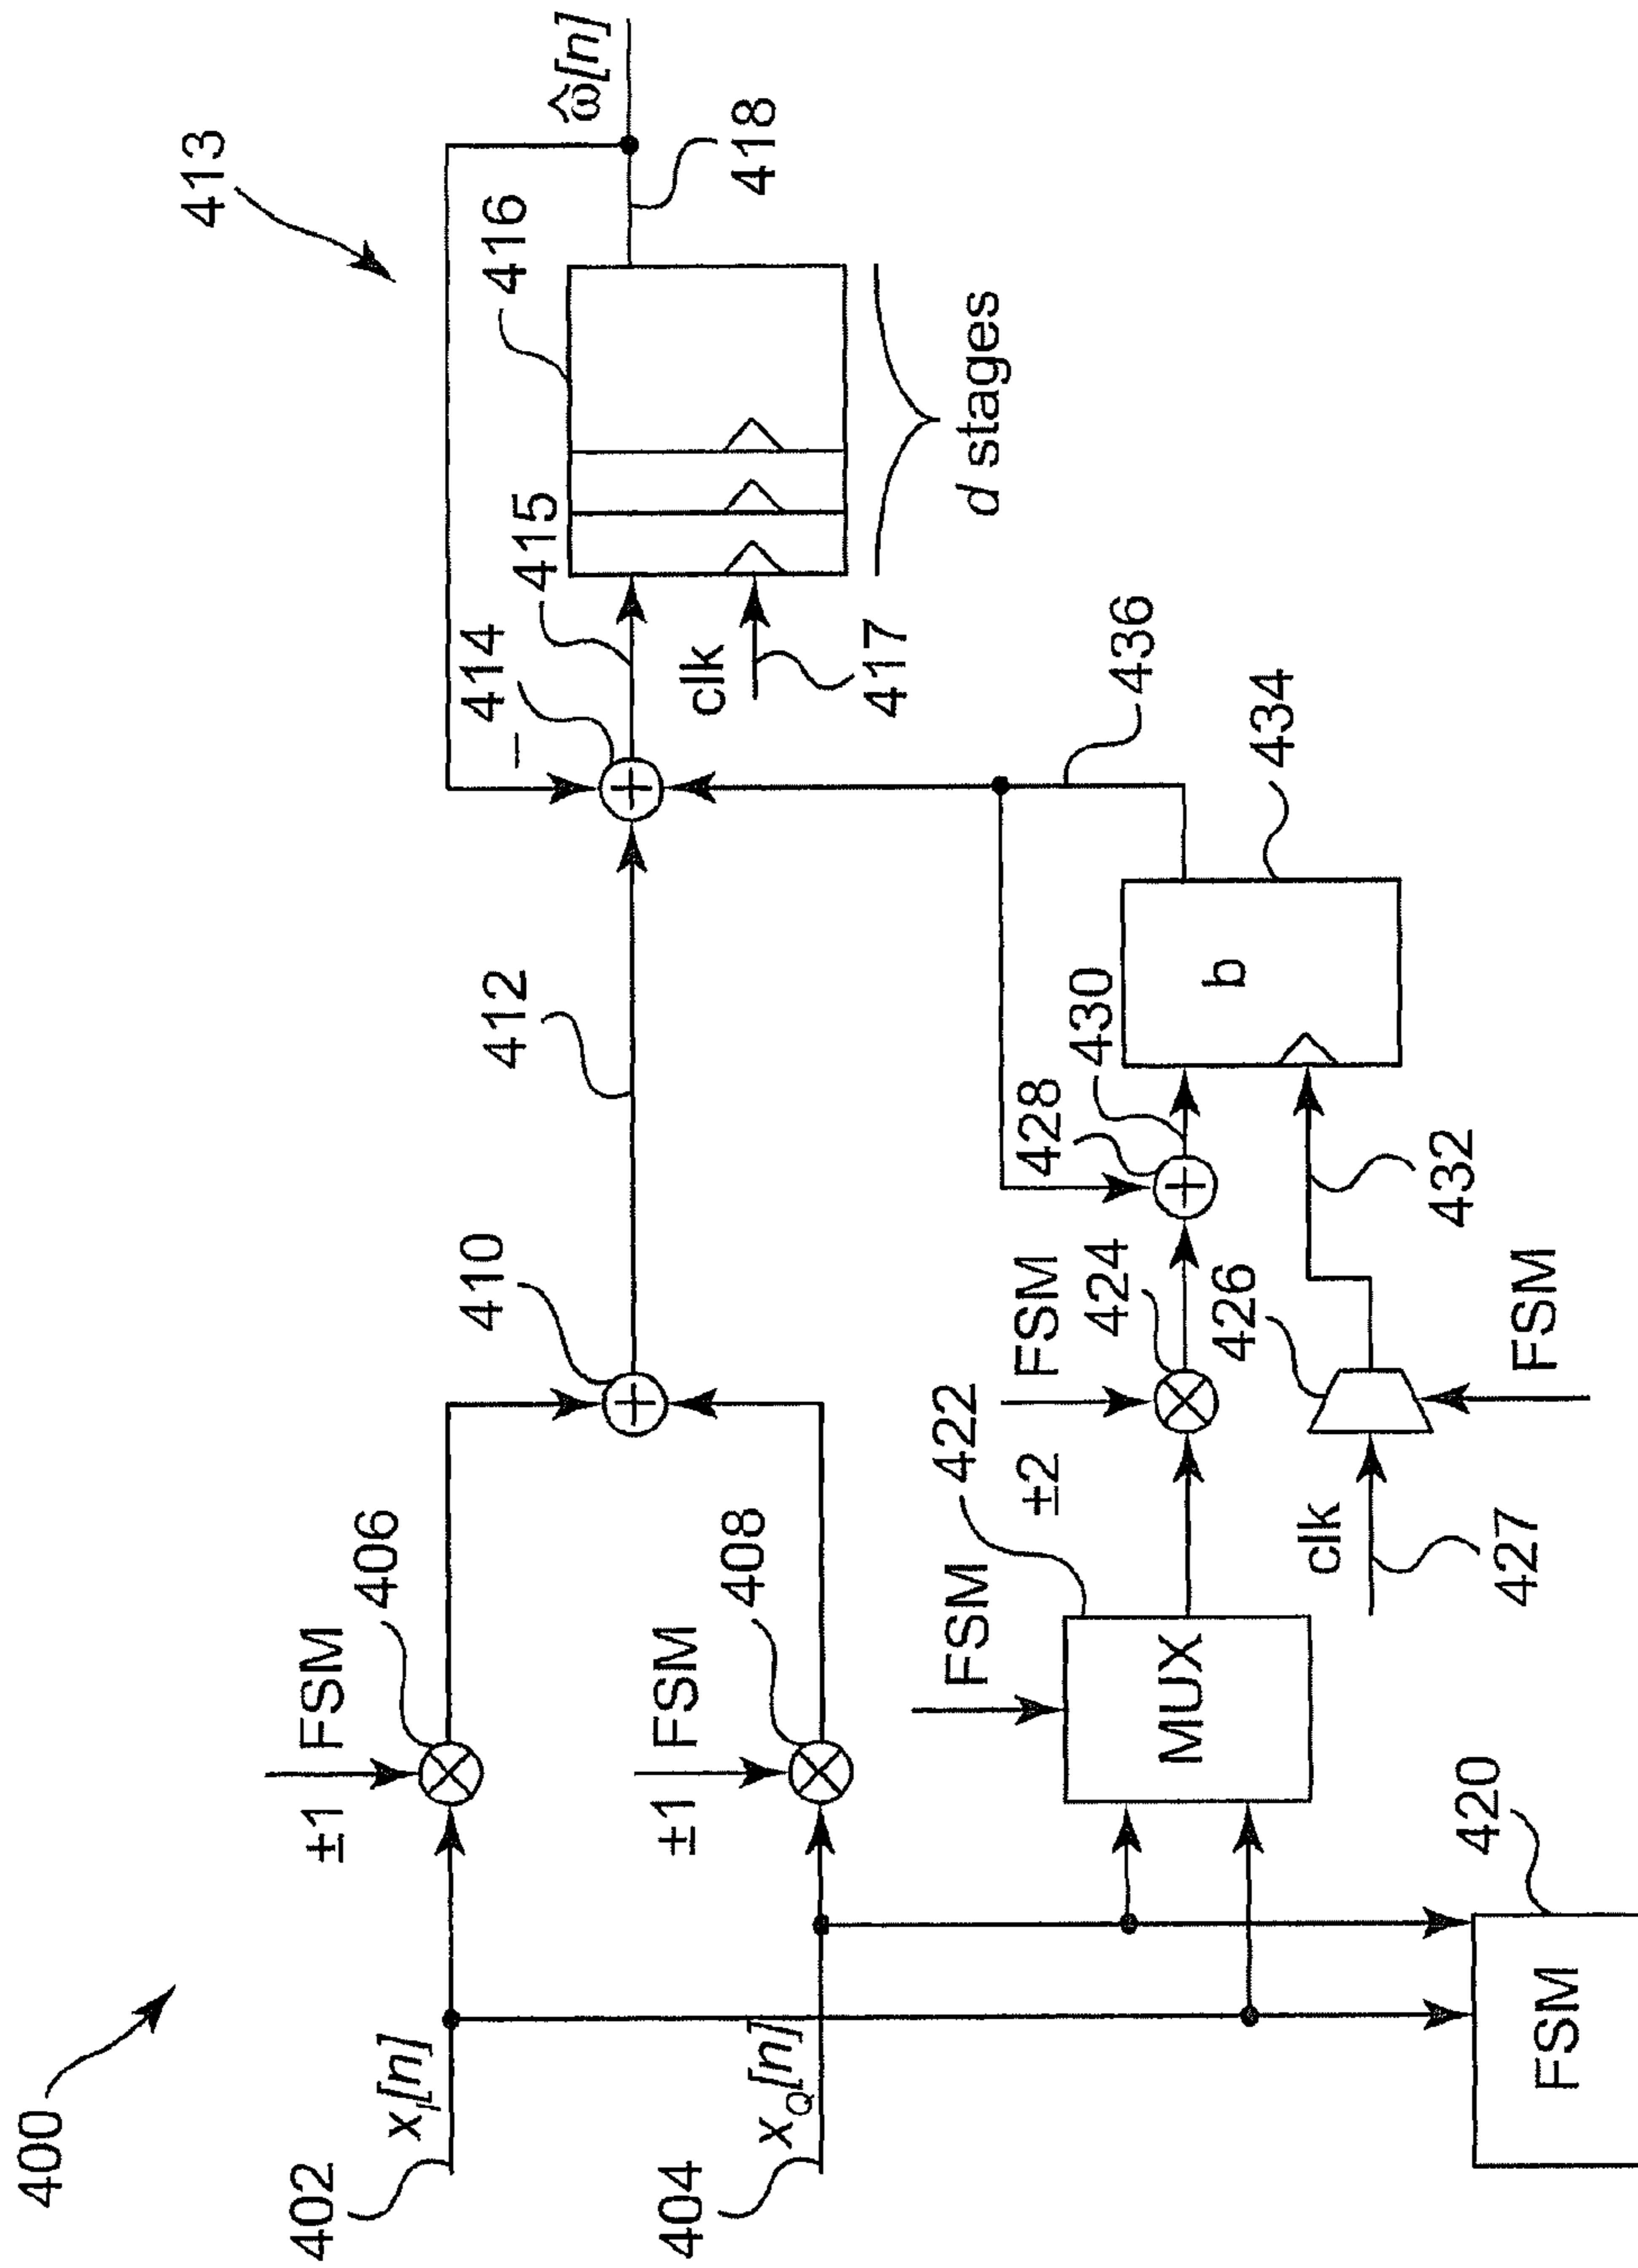 400
413
402
x_I[n]
±1
FSM
406
410
412
414
−
415
416
418
ω̂[n]
404
x_Q[n]
±1
FSM
408
clk
417
d stages
FSM
422
MUX
±2
FSM
424
428
430
b
436
434
clk
427
426
FSM
432
FSM
420